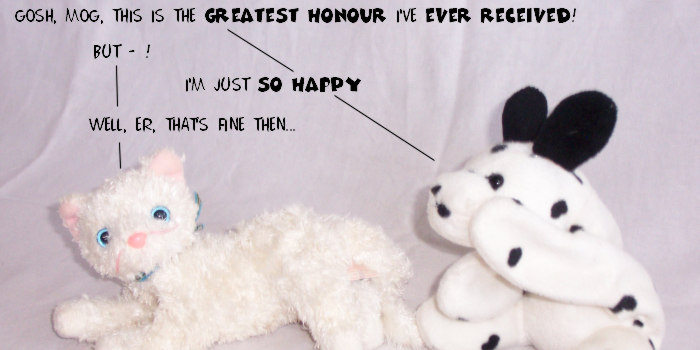 GOSH, MOG, THIS IS THE GREATEST HONOUR I'VE EVER RECEIVED!
BUT - !
I'M JUST SO HAPPY
WELL, ER, THAT'S FINE THEN...